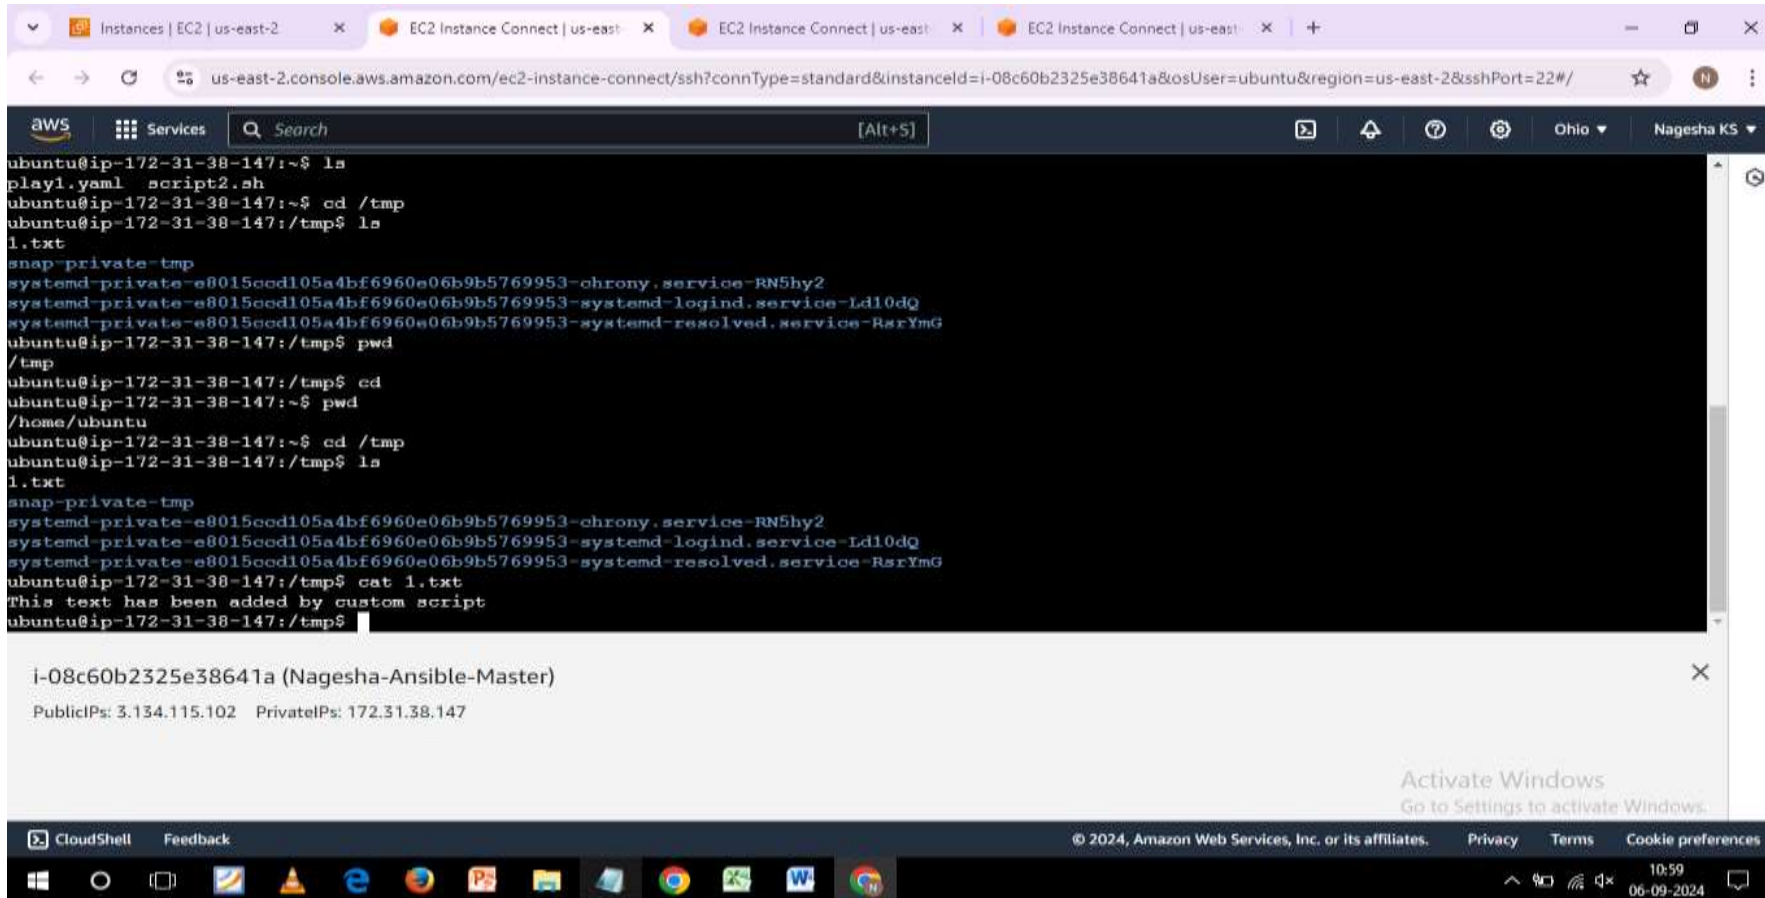 Instances | EC2 | us-east-2
EC2 Instance Connect | us-east-
EC2 Instance Connect | us-east-
EC2 Instance Connect | us-east-
us-east-2.console.aws.amazon.com/ec2-instance-connect/ssh?connType=standard&instanceId=i-08c60b2325e38641a&osUser=ubuntu&region=us-east-2&sshPort=22#/
N
aws
Services
Search
[Alt+S]
Ohio
Nagesha KS
ubuntu@ip-172-31-38-147:~$ ls
play1.yaml  script2.sh
ubuntu@ip-172-31-38-147:~$ cd /tmp
ubuntu@ip-172-31-38-147:/tmp$ ls
1.txt
snap-private-tmp
systemd-private-e8015ccd105a4bf6960e06b9b5769953-chrony.service-RN5hy2
systemd-private-e8015ccd105a4bf6960e06b9b5769953-systemd-logind.service-Ld10dQ
systemd-private-e8015ccd105a4bf6960e06b9b5769953-systemd-resolved.service-RsrYmG
ubuntu@ip-172-31-38-147:/tmp$ pwd
/tmp
ubuntu@ip-172-31-38-147:/tmp$ cd
ubuntu@ip-172-31-38-147:~$ pwd
/home/ubuntu
ubuntu@ip-172-31-38-147:~$ cd /tmp
ubuntu@ip-172-31-38-147:/tmp$ ls
1.txt
snap-private-tmp
systemd-private-e8015ccd105a4bf6960e06b9b5769953-chrony.service-RN5hy2
systemd-private-e8015ccd105a4bf6960e06b9b5769953-systemd-logind.service-Ld10dQ
systemd-private-e8015ccd105a4bf6960e06b9b5769953-systemd-resolved.service-RsrYmG
ubuntu@ip-172-31-38-147:/tmp$ cat 1.txt
This text has been added by custom script
ubuntu@ip-172-31-38-147:/tmp$
i-08c60b2325e38641a (Nagesha-Ansible-Master)
PublicIPs: 3.134.115.102  PrivateIPs: 172.31.38.147
Activate Windows
Go to Settings to activate Windows.
CloudShell
Feedback
© 2024, Amazon Web Services, Inc. or its affiliates.
Privacy
Terms
Cookie preferences
10:59
06-09-2024